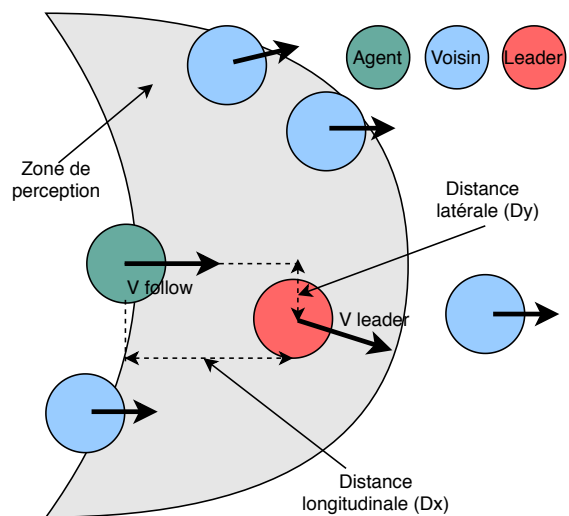 Agent
Voisin
Leader
Zone de
perception
Distance
latérale (Dy)
V follow
V leader
Distance
longitudinale (Dx)